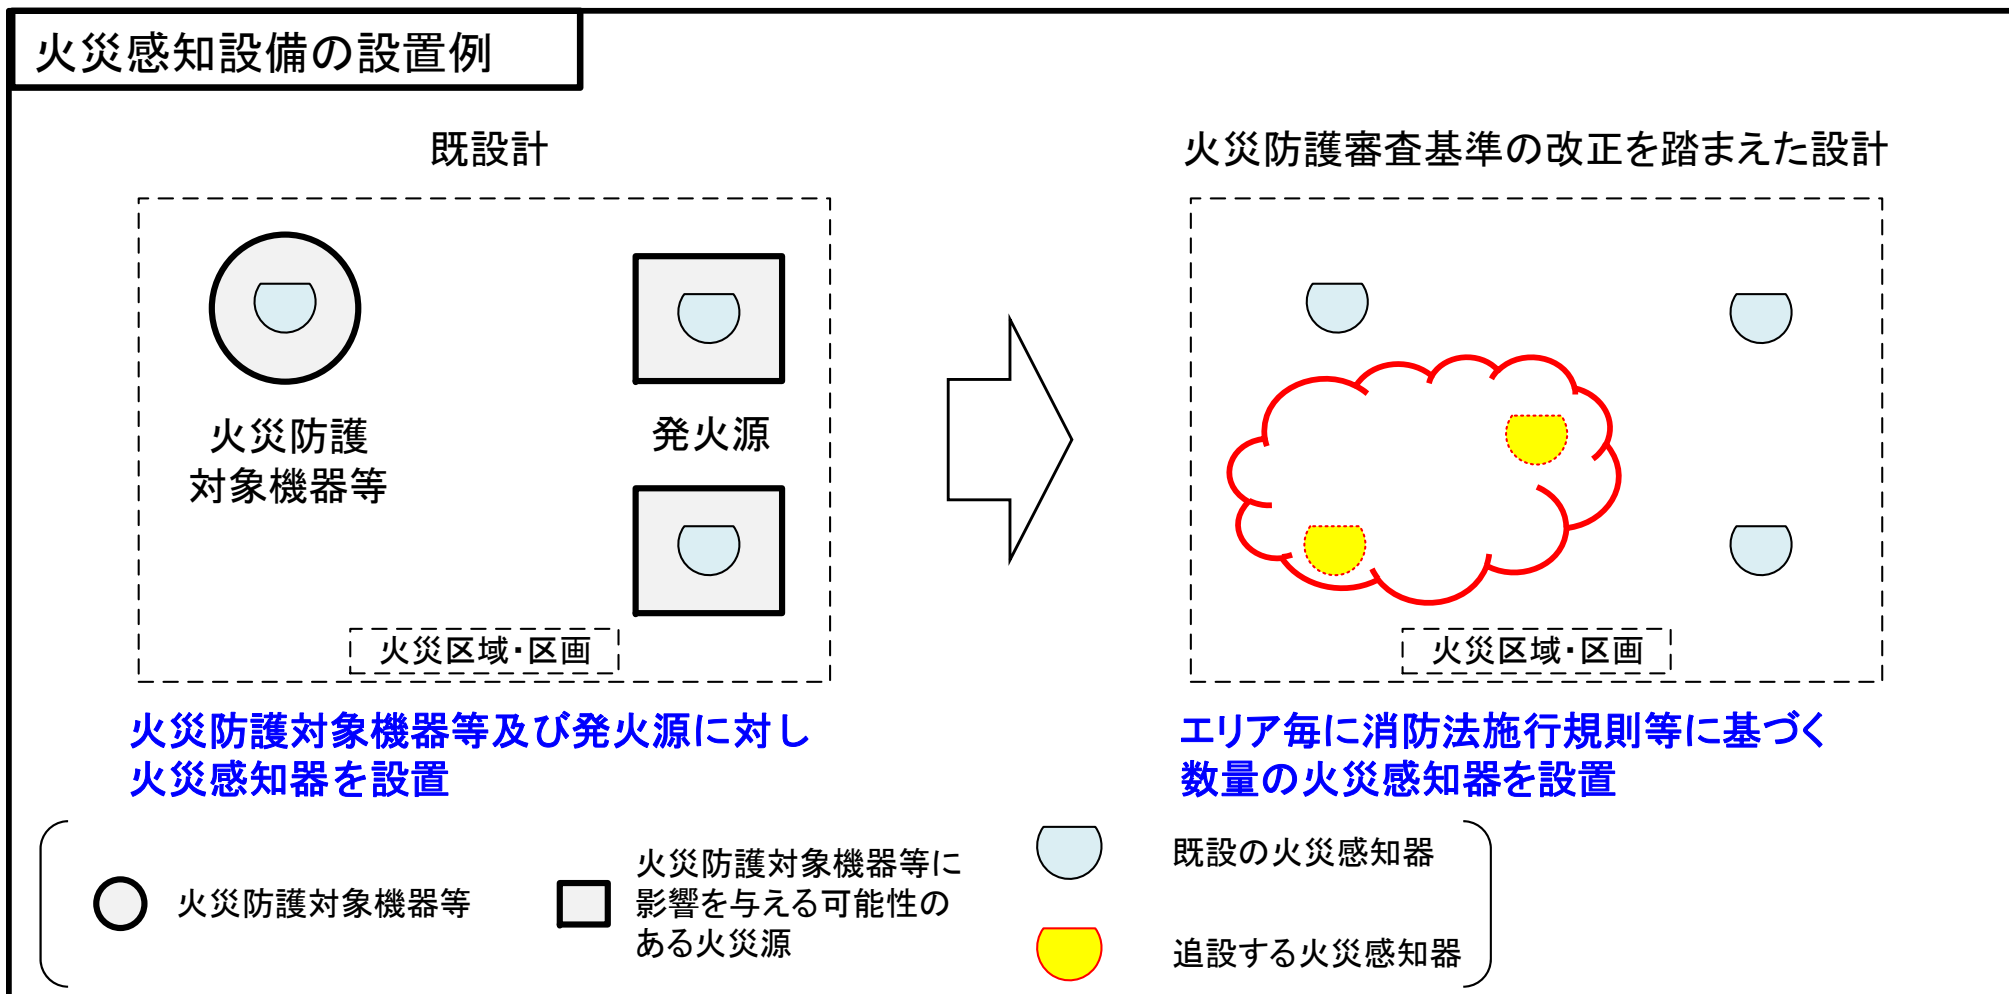 火災感知設備の設置例
既設計
火災防護
対象機器等
発火源
火災区域・区画
火災防護対象機器等及び発火源に対し
火災感知器を設置
火災防護審査基準の改正を踏まえた設計
火災区域・区画
エリア毎に消防法施行規則等に基づく
数量の火災感知器を設置
火災防護対象機器等
火災防護対象機器等に
影響を与える可能性の
ある火災源
既設の火災感知器
追設する火災感知器